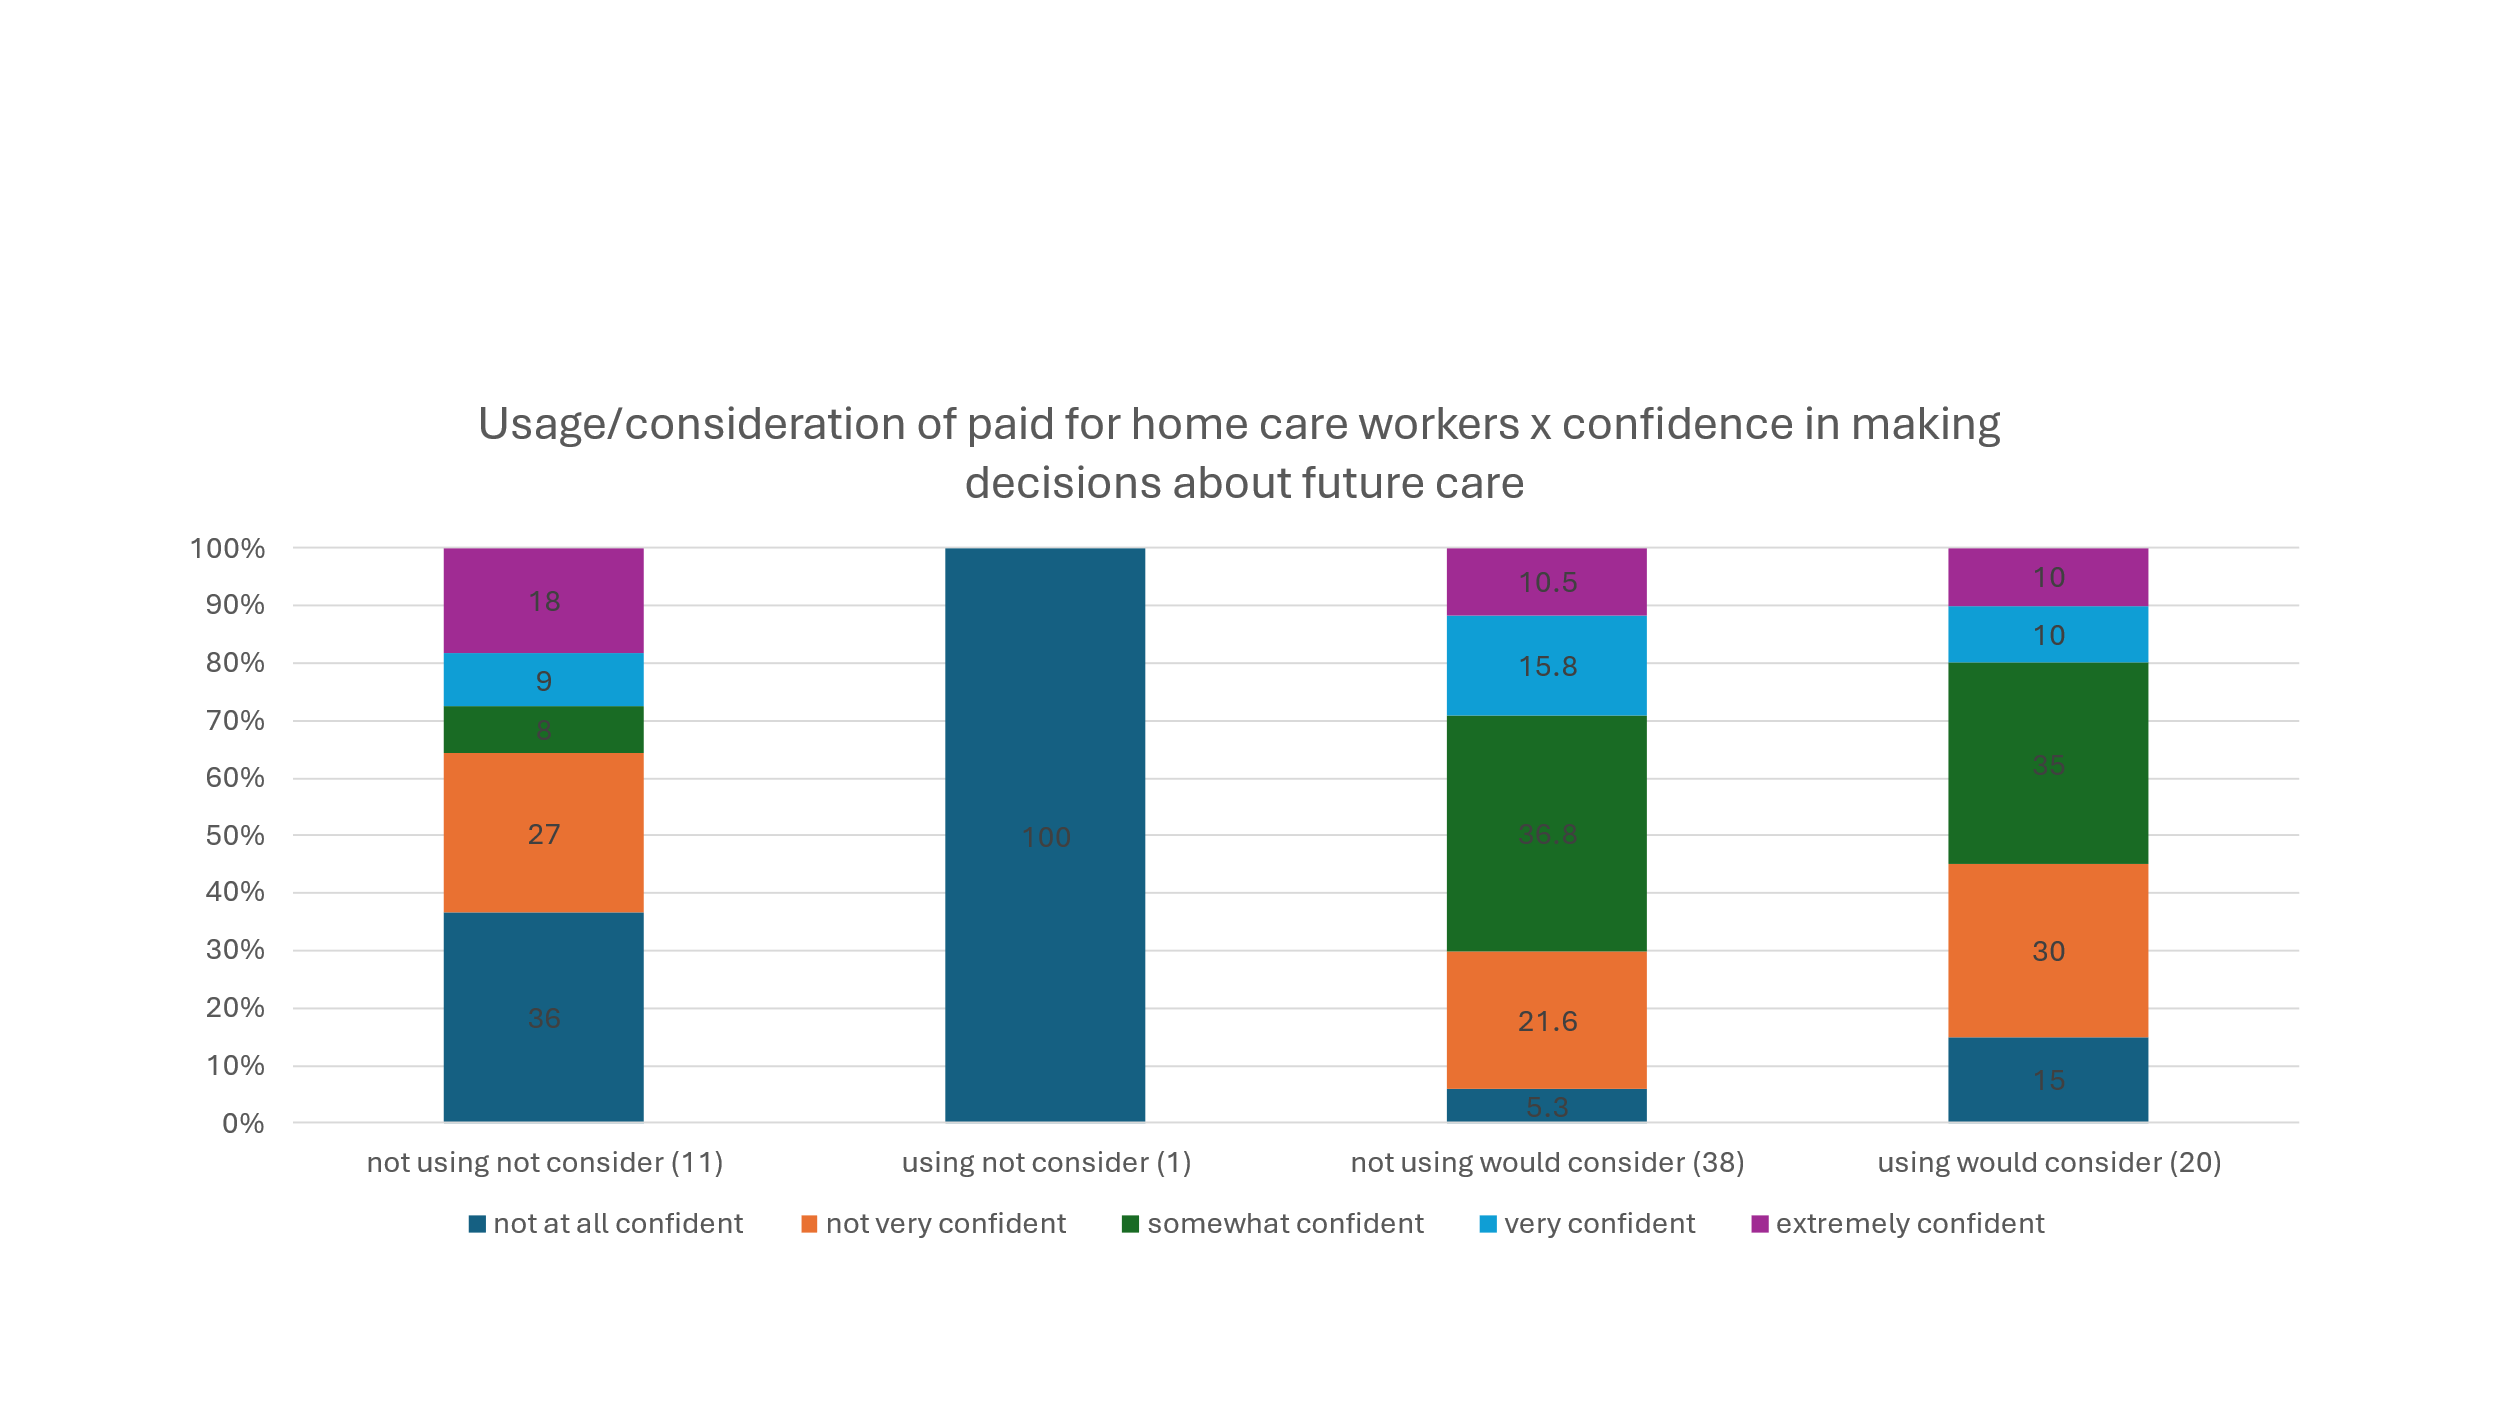 Usage/consideration of paid for home care workers x confidence in making
decisions about future care
100%
90%
80%
70%
60%
50%
40%
30%
20%
10%
0%
18
9
8
27
36
100
10.5
15.8
36.8
21.6
5.3
10
10
35
30
15
not using not consider (11)
using not consider (1)
not using would consider (38)
using would consider (20)
not at all confident
not very confident
somewhat confident
very confident
extremely confident